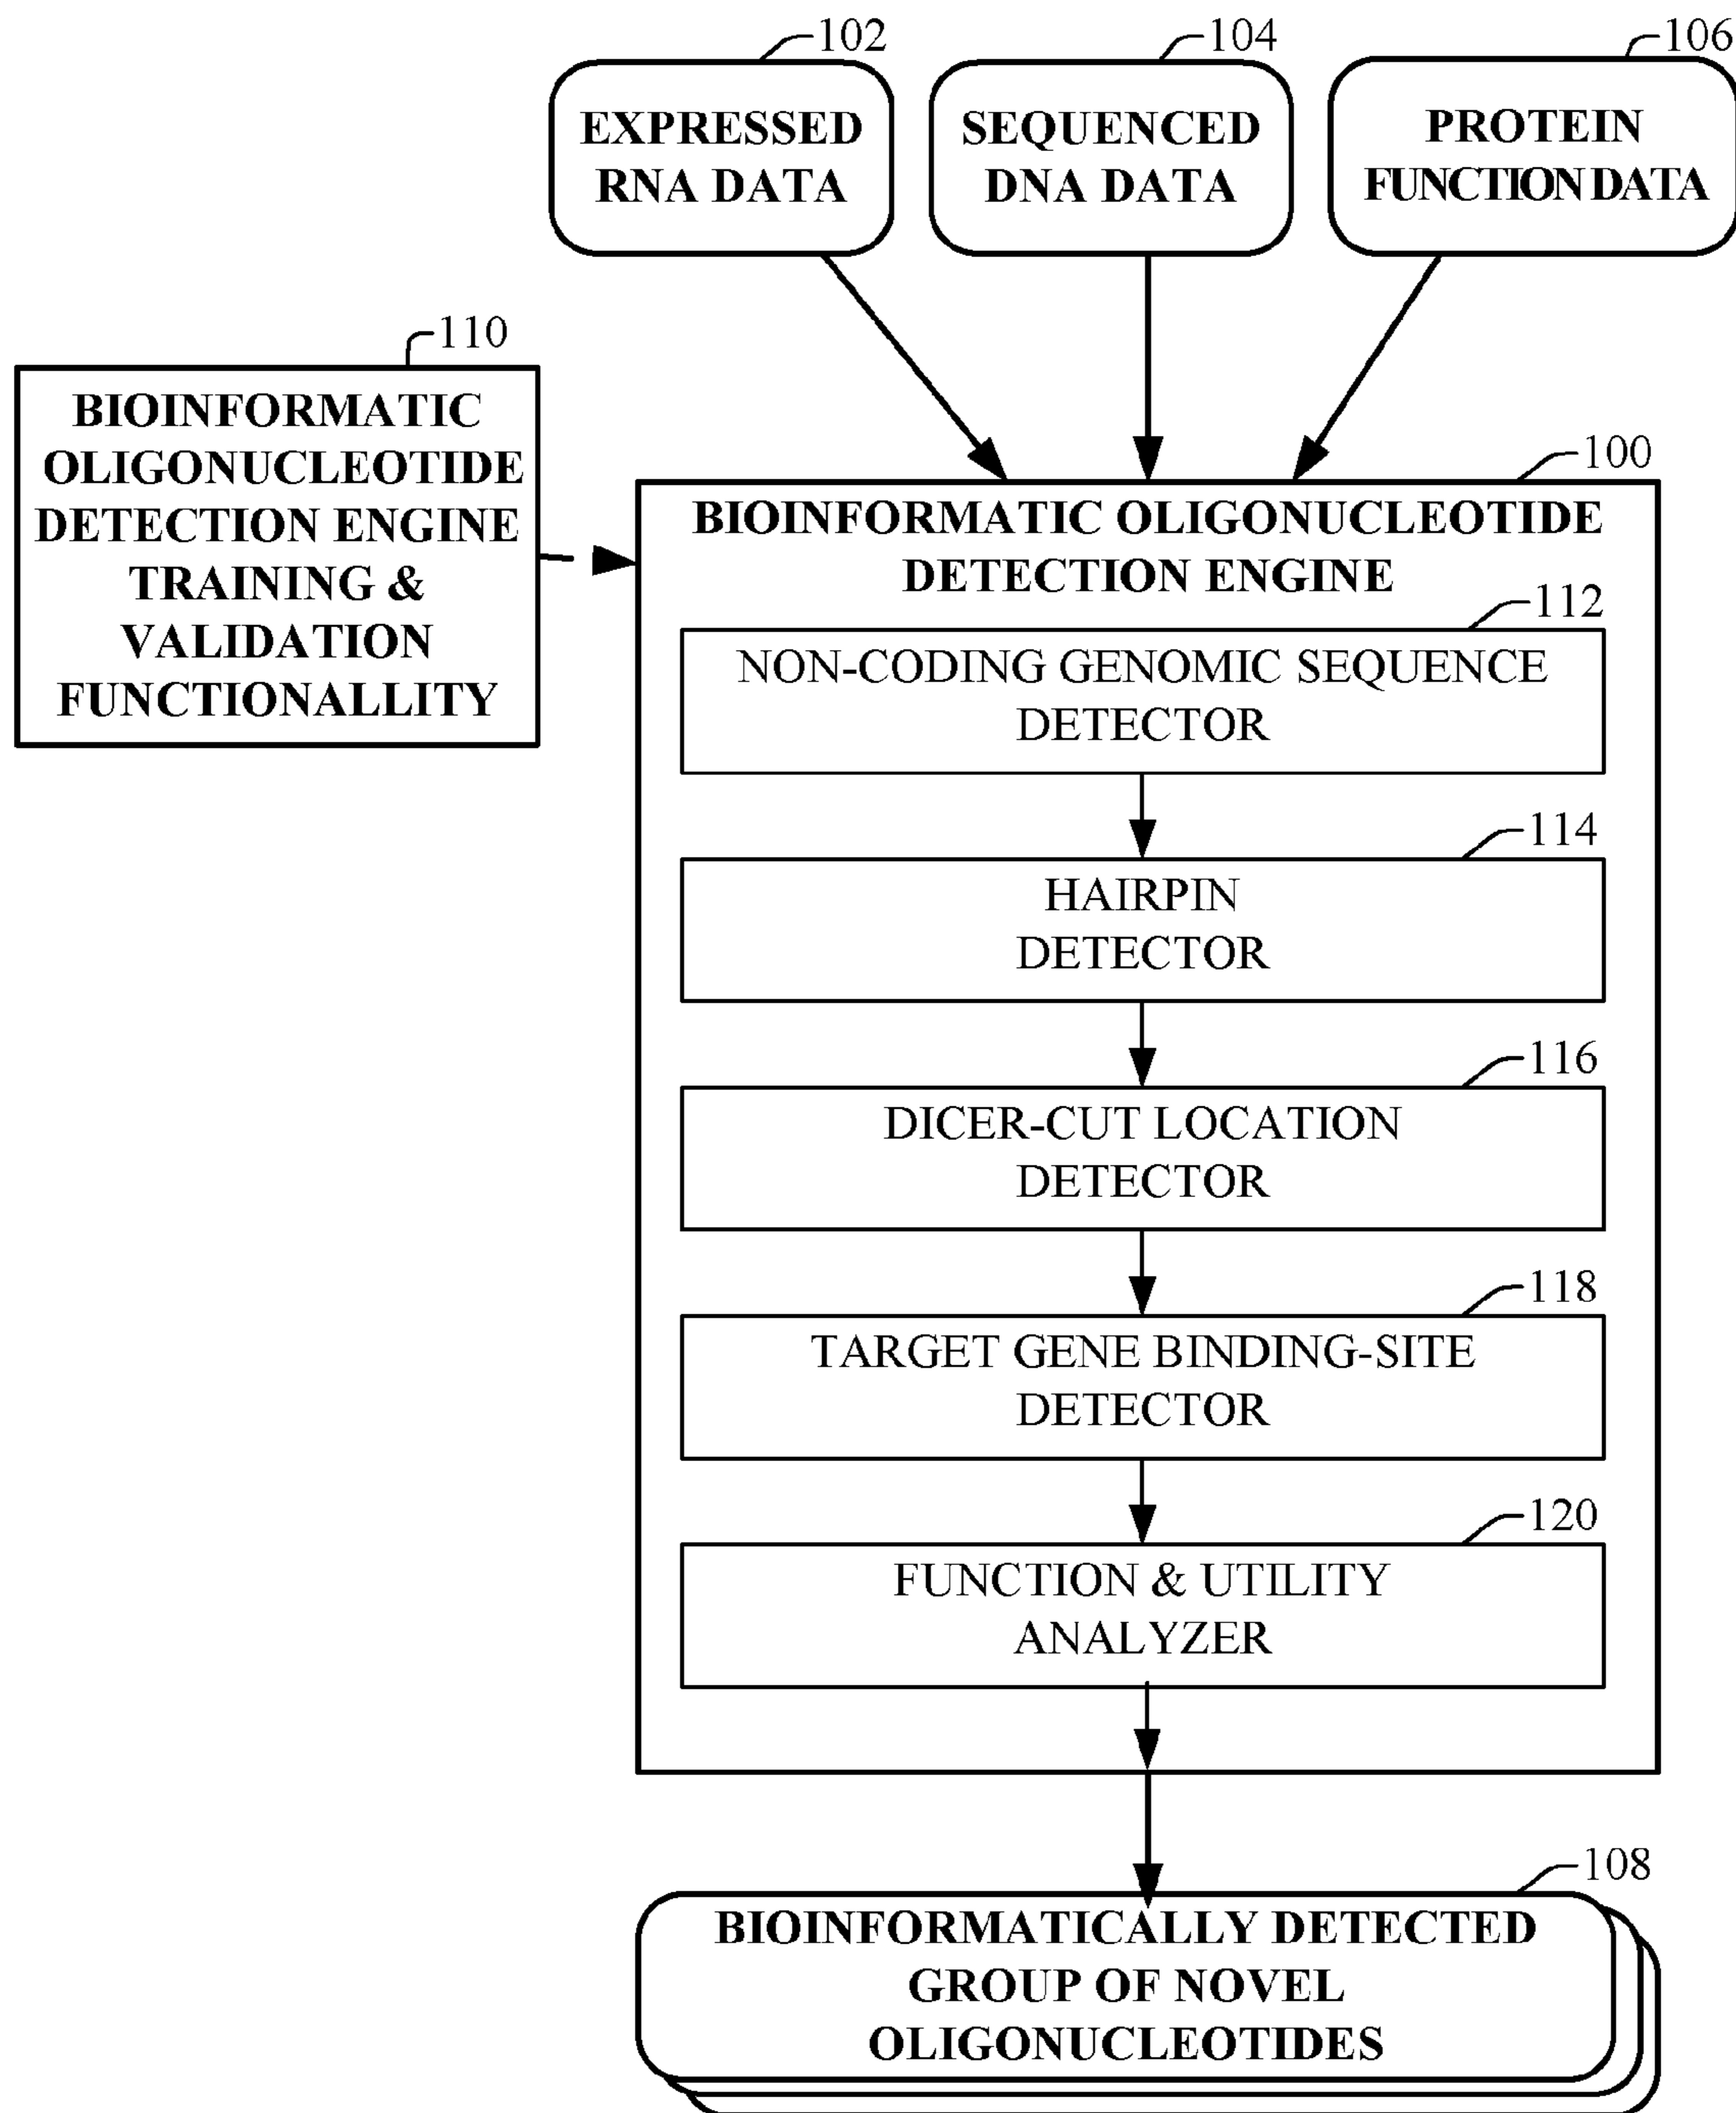 102
EXPRESSED
RNA DATA
104
SEQUENCED
DNA DATA
106
PROTEIN
FUNCTION DATA
110
BIOINFORMATIC
OLIGONUCLEOTIDE
DETECTION ENGINE
TRAINING &
VALIDATION
FUNCTIONALLITY
100
BIOINFORMATIC OLIGONUCLEOTIDE
DETECTION ENGINE
112
NON-CODING GENOMIC SEQUENCE
DETECTOR
114
HAIRPIN
DETECTOR
116
DICER-CUT LOCATION
DETECTOR
118
TARGET GENE BINDING-SITE
DETECTOR
120
FUNCTION & UTILITY
ANALYZER
108
BIOINFORMATICALLY DETECTED
GROUP OF NOVEL
OLIGONUCLEOTIDES